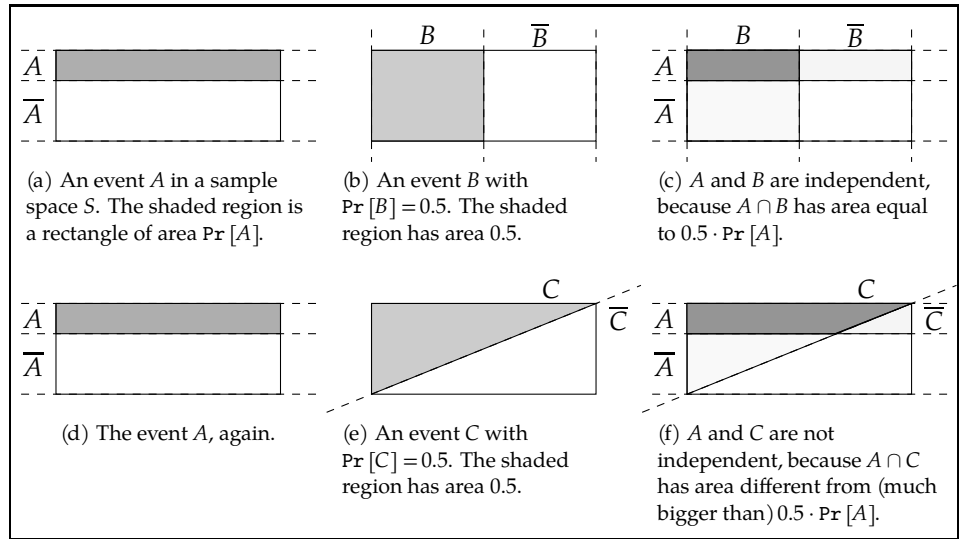 B B̅
A
A̅
(a) An event A in a sample
space S. The shaded region is
a rectangle of area Pr [A].
B B̅
(b) An event B with
Pr [B] = 0.5. The shaded
region has area 0.5.
A
A̅
(c) A and B are independent,
because A ∩ B has area equal
to 0.5 · Pr [A].
A
A̅
(d) The event A, again.
C
C̅
(e) An event C with
Pr [C] = 0.5. The shaded
region has area 0.5.
C
A
C̅
A̅
(f) A and C are not
independent, because A ∩ C
has area different from (much
bigger than) 0.5 · Pr [A].